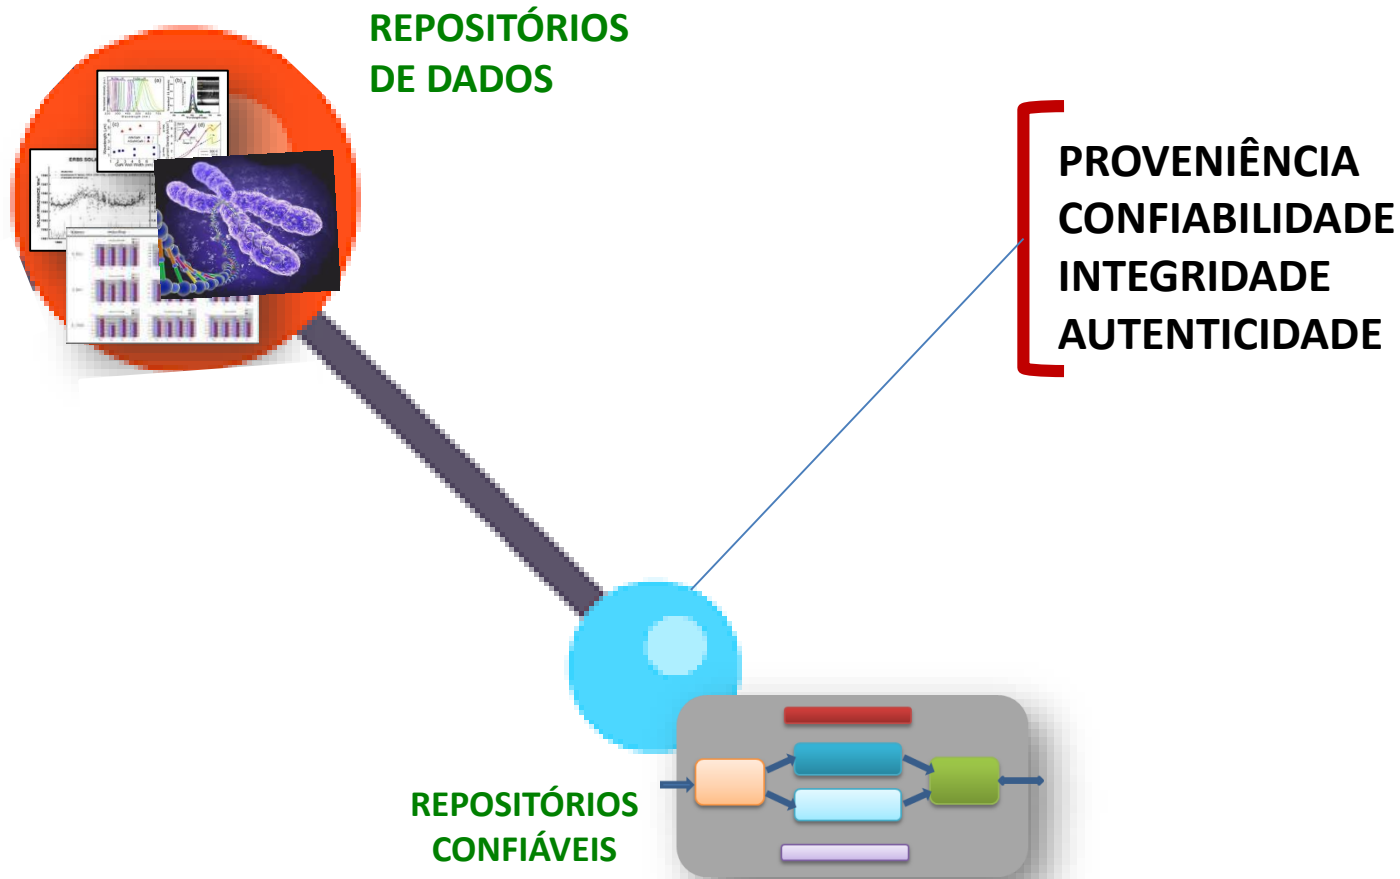 REPOSITÓRIOS
DE DADOS
PROVENIÊNCIA
CONFIABILIDADE
INTEGRIDADE
AUTENTICIDADE
REPOSITÓRIOS
CONFIÁVEIS